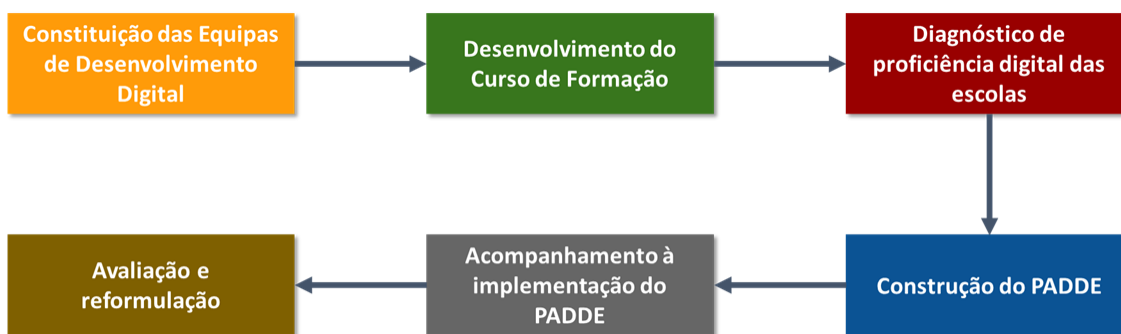 Constituição das Equipas
de Desenvolvimento
Digital
Desenvolvimento do
Curso de Formação
Diagnóstico de
proficiência digital das
escolas
Construção do PADDE
Acompanhamento à
implementação do
PADDE
Avaliação e
reformulação